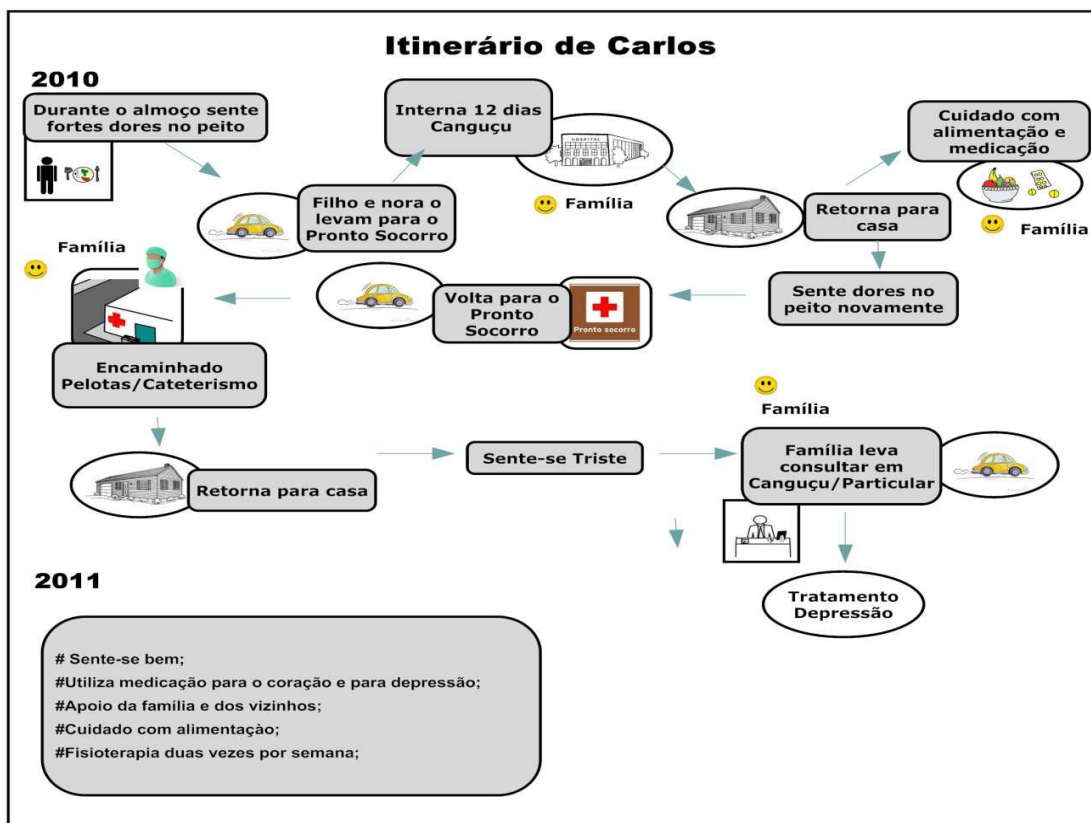 Itinerário de Carlos
2010
Durante o almoço sente
fortes dores no peito
Filho e nora o
levam para o
Pronto Socorro
Interna 12 dias
Canguçu
Família
Retorna para
casa
Cuidado com
alimentação e
medicação
Família
Sente dores no
peito novamente
Volta para o
Pronto
Socorro
Pronto socorro
Família
Encaminhado
Pelotas/Cateterismo
Retorna para casa
Sente-se Triste
Família
Família leva
consultar em
Canguçu/Particular
Tratamento
Depressão
2011
# Sente-se bem;
#Utiliza medicação para o coração e para depressão;
#Apoio da família e dos vizinhos;
#Cuidado com alimentaçào;
#Fisioterapia duas vezes por semana;